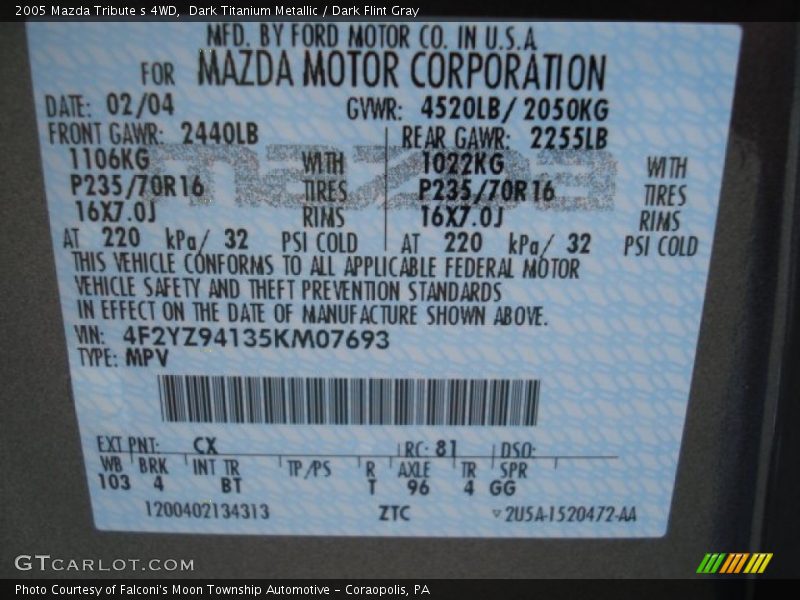 2005 Mazda Tribute s 4WD,  Dark Titanium Metallic / Dark Flint Gray
MFD. BY FORD MOTOR CO. IN U.S.A
FOR MAZDA MOTOR CORPORATION
DATE: 02/04 GVWR: 4520LB/ 2050KG
FRONT GAWR: 2440LB REAR GAWR: 2255LB
1106KG WITH 1022KG WITH
P235/70R16 TIRES P235/70R16 TIRES
16X7.0J RIMS 16X7.0J RIMS
AT 220 kPa/ 32 PSI COLD AT 220 kPa/ 32 PSI COLD
mazda
THIS VEHICLE CONFORMS TO ALL APPLICABLE FEDERAL MOTOR
VEHICLE SAFETY AND THEFT PREVENTION STANDARDS
IN EFFECT ON THE DATE OF MANUFACTURE SHOWN ABOVE.
VIN: 4F2YZ94135KM07693
TYPE: MPV
EXT PNT: CX RC: 81 DSO:
WB BRK INT TR TP/PS R AXLE TR SPR
103 4 BT T 96 4 GG
1200402134313 ZTC ▽2U5A-1520472-AA
GTCARLOT.COM
Photo Courtesy of Falconi's Moon Township Automotive – Coraopolis, PA